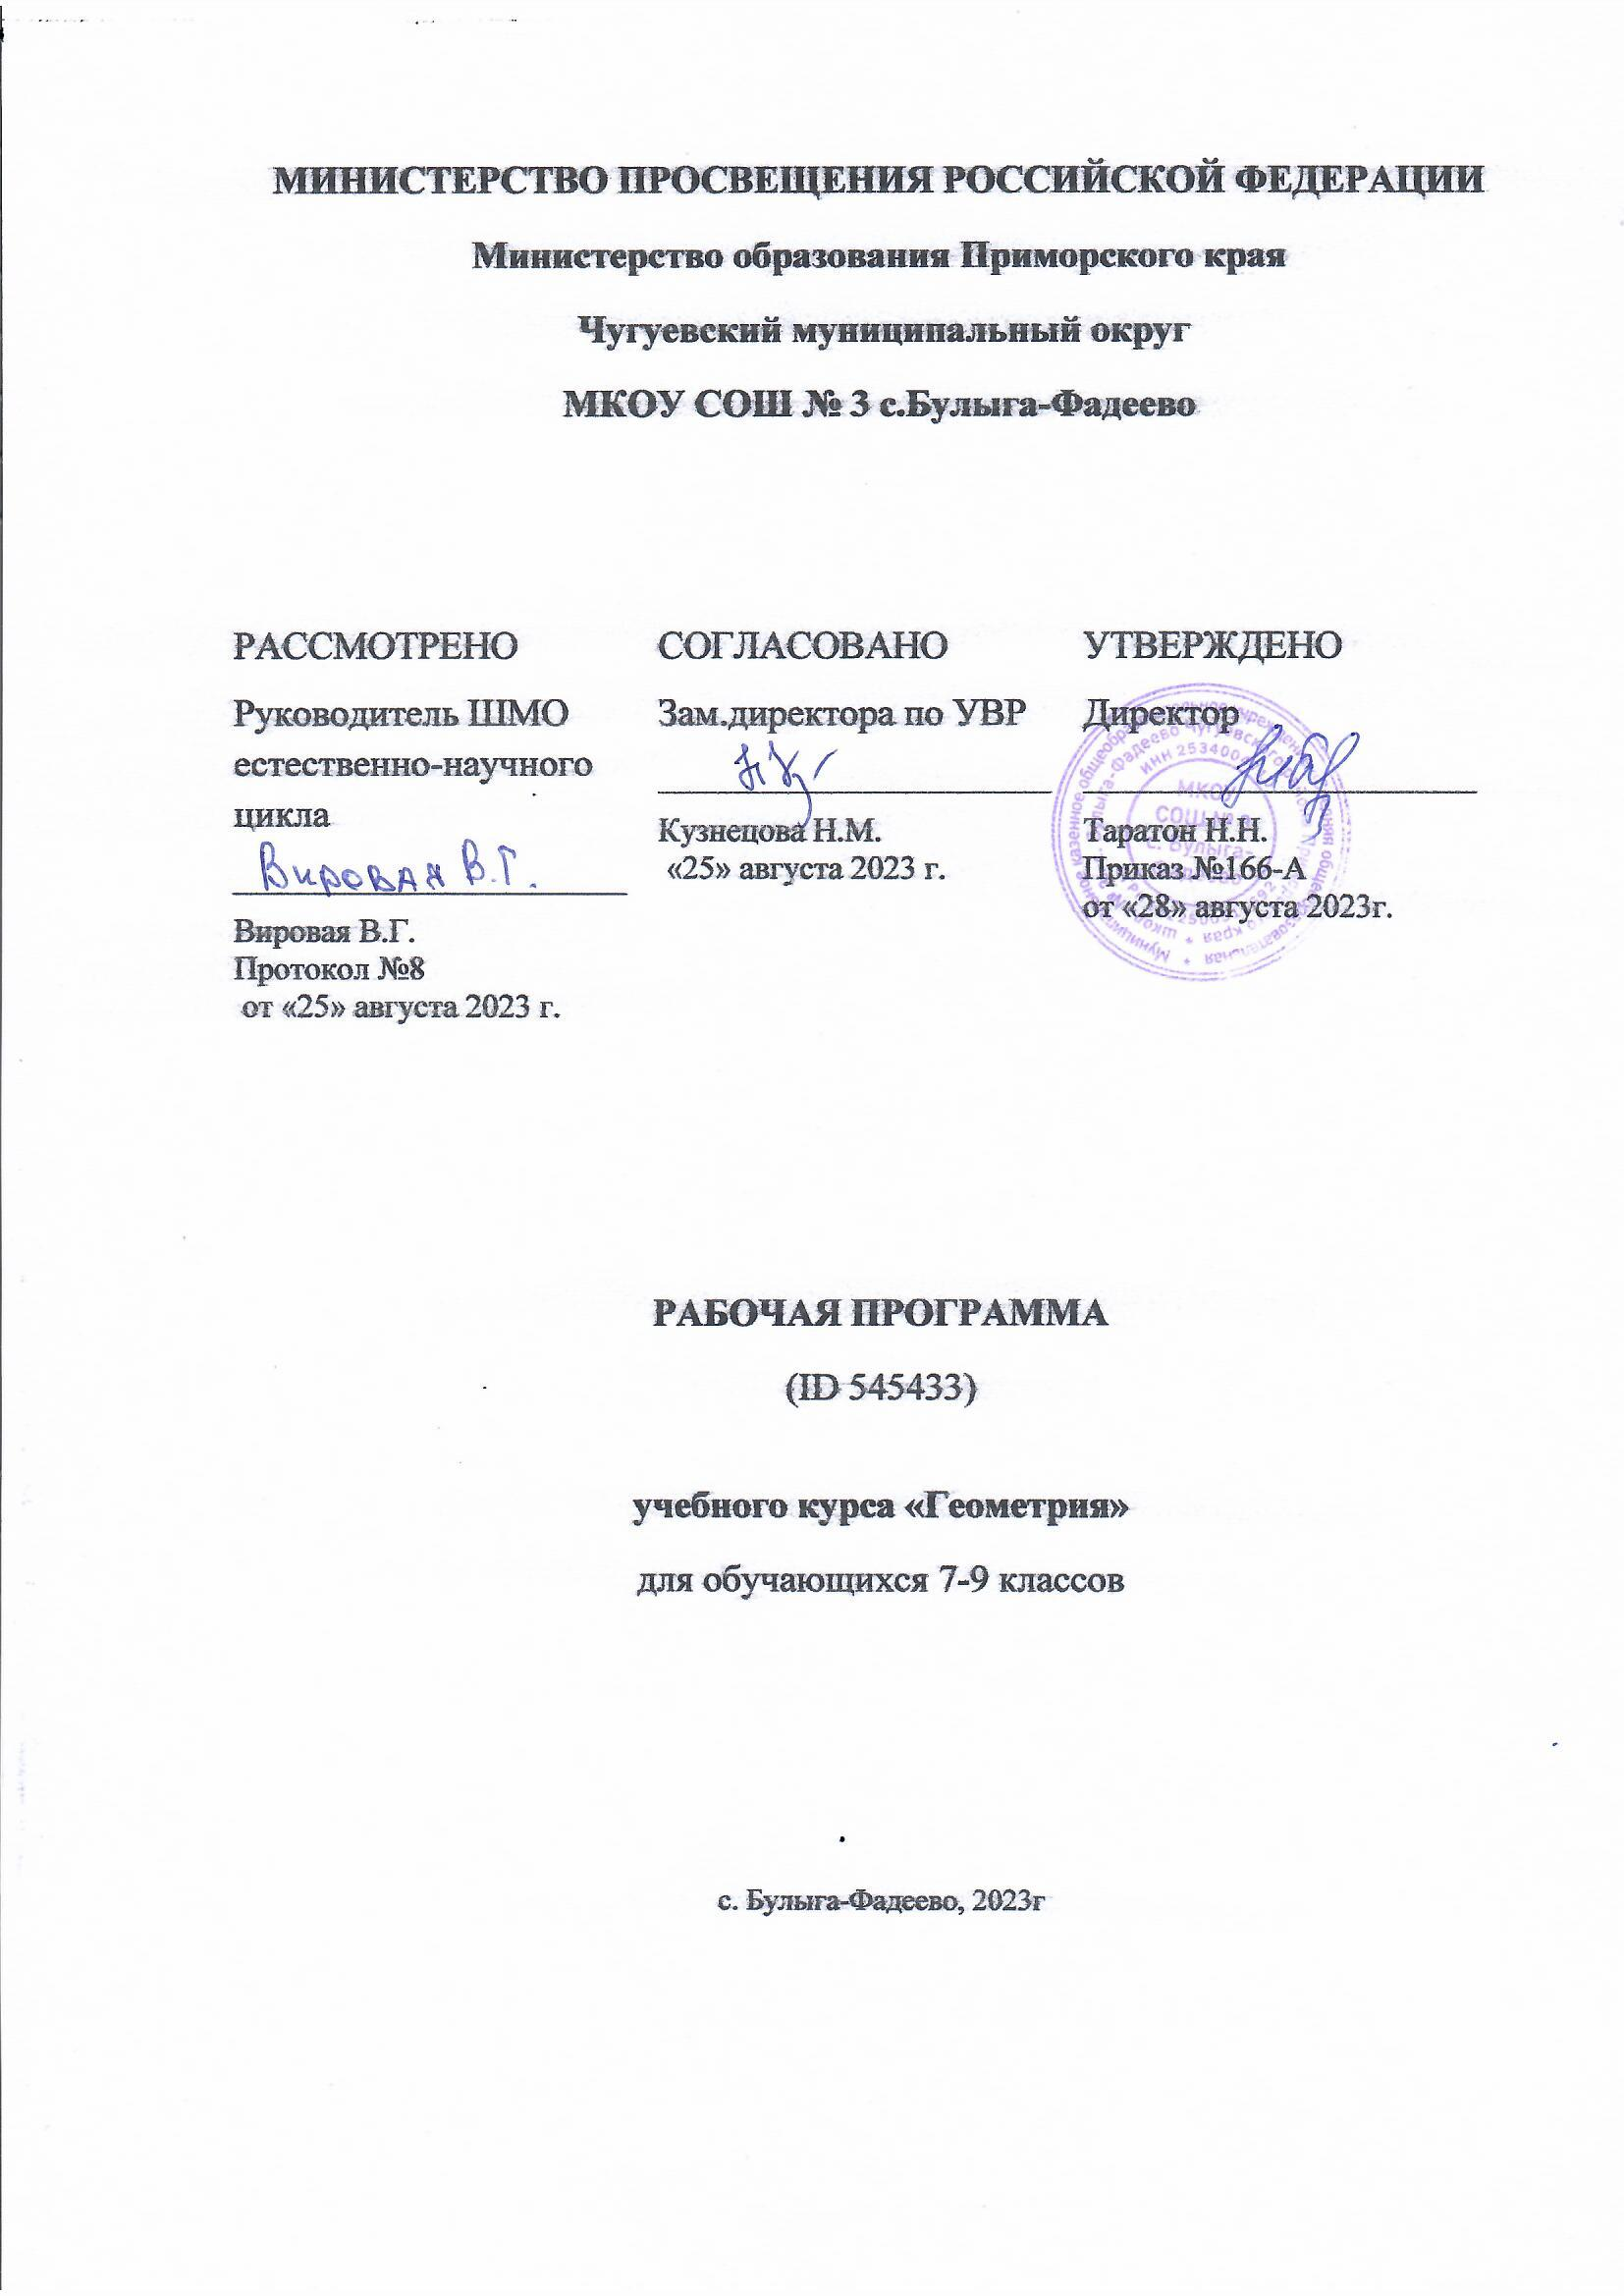 МИНИСТЕРСТВО ПРОСВЕЩЕНИЯ РОССИЙСКОЙ ФЕДЕРАЦИИ
Министерство образования Приморского края
Чугуевский муниципальный округ
МКОУ СОШ № 3 с.Булыга-Фадеево
РАССМОТРЕНО
Руководитель ШМО
естественно-научного
цикла
Вировая В.Г.
Вировая В.Г.
Протокол №8
от «25» августа 2023 г.
СОГЛАСОВАНО
Зам.директора по УВР
Кузнецова Н.М.
«25» августа 2023 г.
УТВЕРЖДЕНО
Директор
Таратон Н.Н.
Приказ №166-А
от «28» августа 2023г.
МКОУ
СОШ
с. Булыга-
РАБОЧАЯ ПРОГРАММА
(ID 545433)
учебного курса «Геометрия»
для обучающихся 7-9 классов
с. Булыга-Фадеево, 2023г